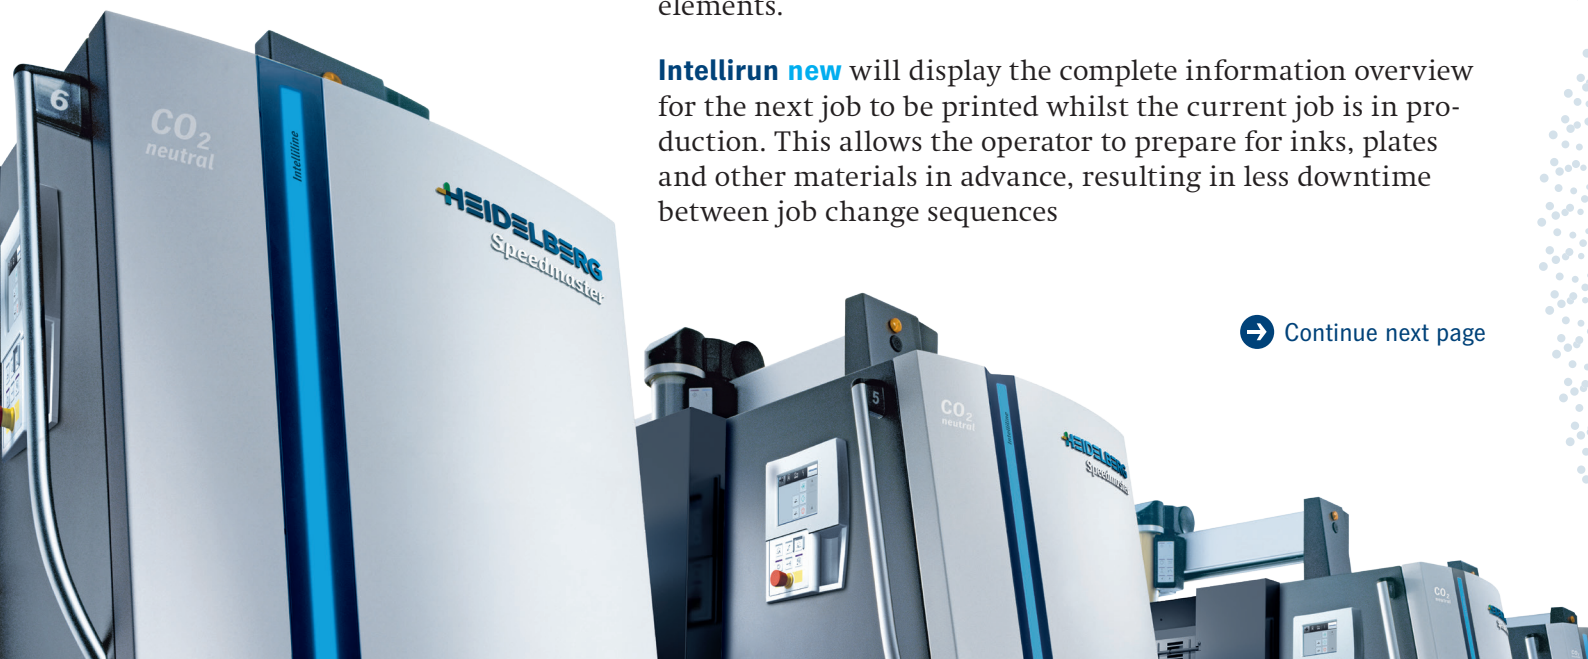 elements.
Intellirun new will display the complete information overview
for the next job to be printed whilst the current job is in pro-
duction. This allows the operator to prepare for inks, plates
and other materials in advance, resulting in less downtime
between job change sequences
Continue next page
6
CO2
neutral
Intelliline
HEIDELBERG
Speedmaster
5
CO2
neutral
Intelliline
HEIDELBERG
Speedmaster
CO2
neutral